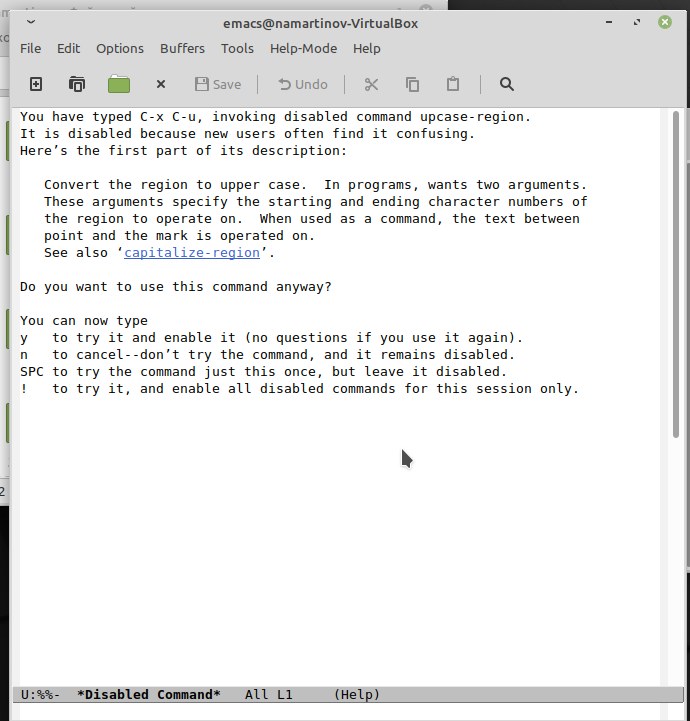 emacs@namartinov-VirtualBox
File Edit Options Buffers Tools Help-Mode Help
Save Undo
You have typed C-x C-u, invoking disabled command upcase-region.
It is disabled because new users often find it confusing.
Here’s the first part of its description:
Convert the region to upper case.  In programs, wants two arguments.
These arguments specify the starting and ending character numbers of
the region to operate on.  When used as a command, the text between
point and the mark is operated on.
See also ‘capitalize-region’.
Do you want to use this command anyway?
You can now type
y   to try it and enable it (no questions if you use it again).
n   to cancel--don’t try the command, and it remains disabled.
SPC to try the command just this once, but leave it disabled.
!   to try it, and enable all disabled commands for this session only.
2
U:%%-  *Disabled Command*   All L1     (Help)